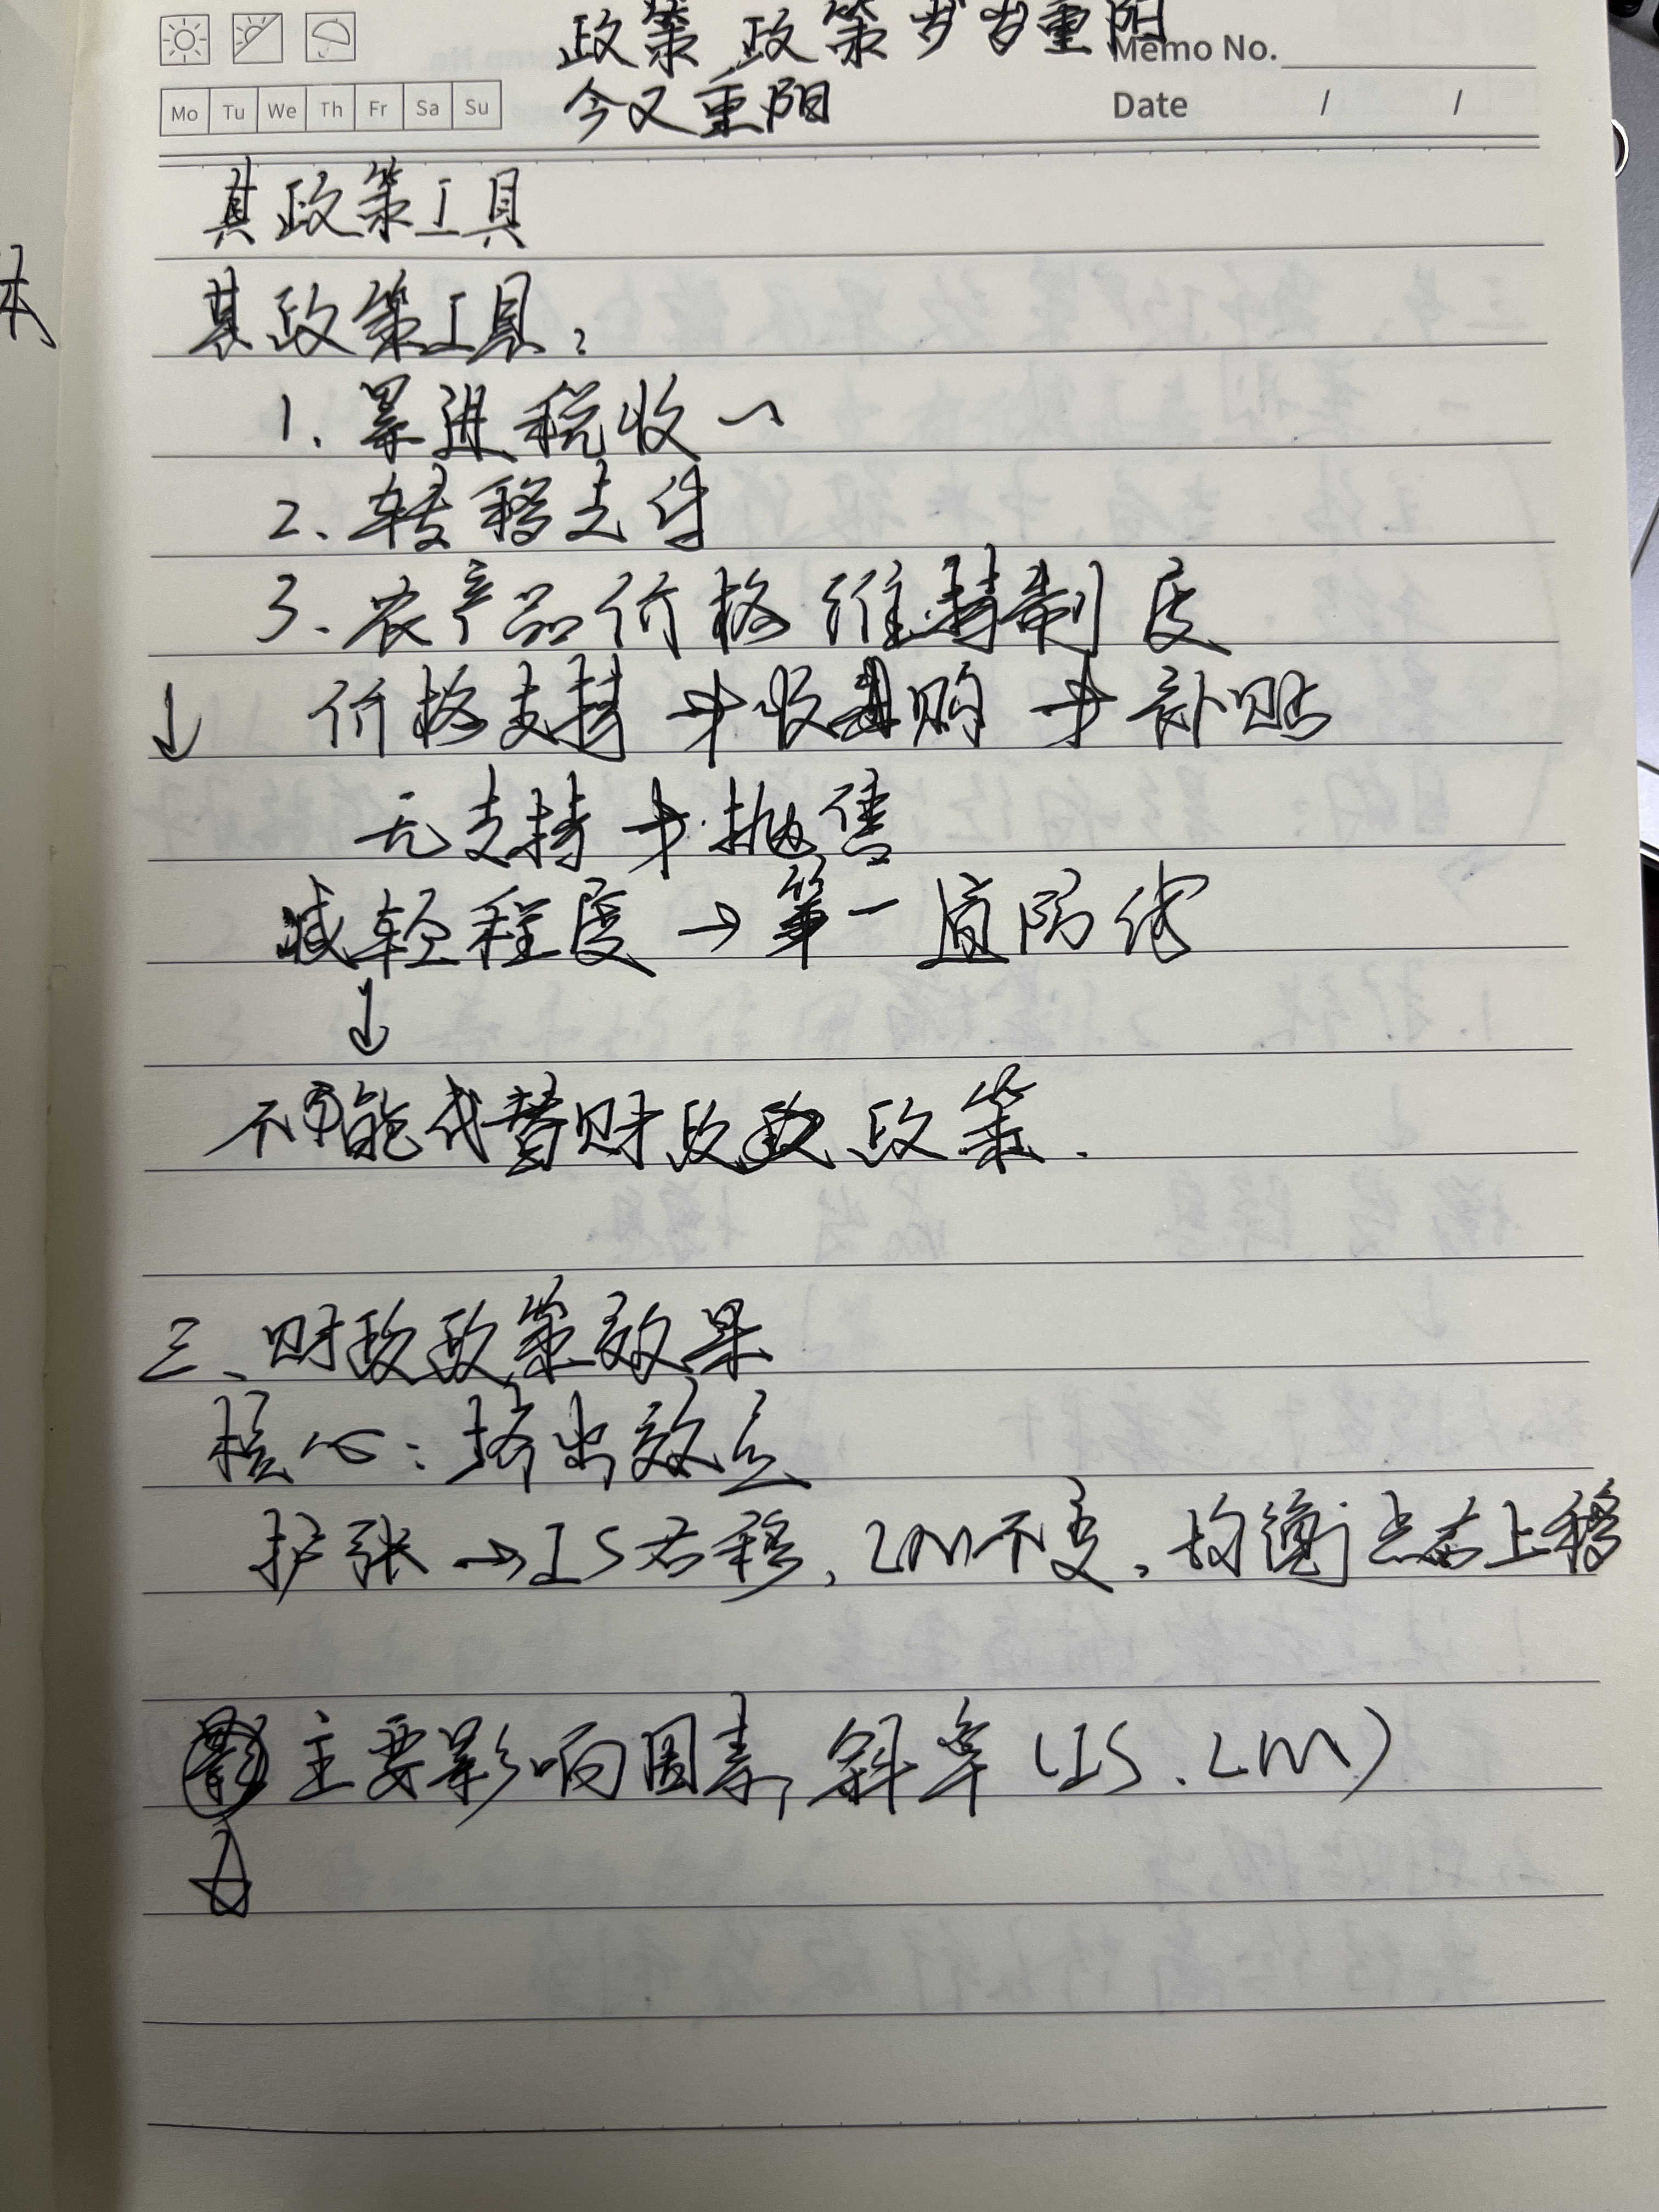 政策 政策 岁岁重阳
Memo No.
今又重阳
Mo Tu We Th Fr Sa Su
Date / /
其政策工具
其政策工具:
1. 累进税收
2. 转移支付
3. 农产品价格维持制度
↓ 价格支持 → 收购 → 补贴
无支持 → 抛售
减轻程度 → 第一道防线
↓
不能代替财政政策.
三、财政政策效果
核心: 挤出效应
扩张 → IS右移, LM不变, 均衡点右上移
主要影响因素, 斜率 (IS、LM)